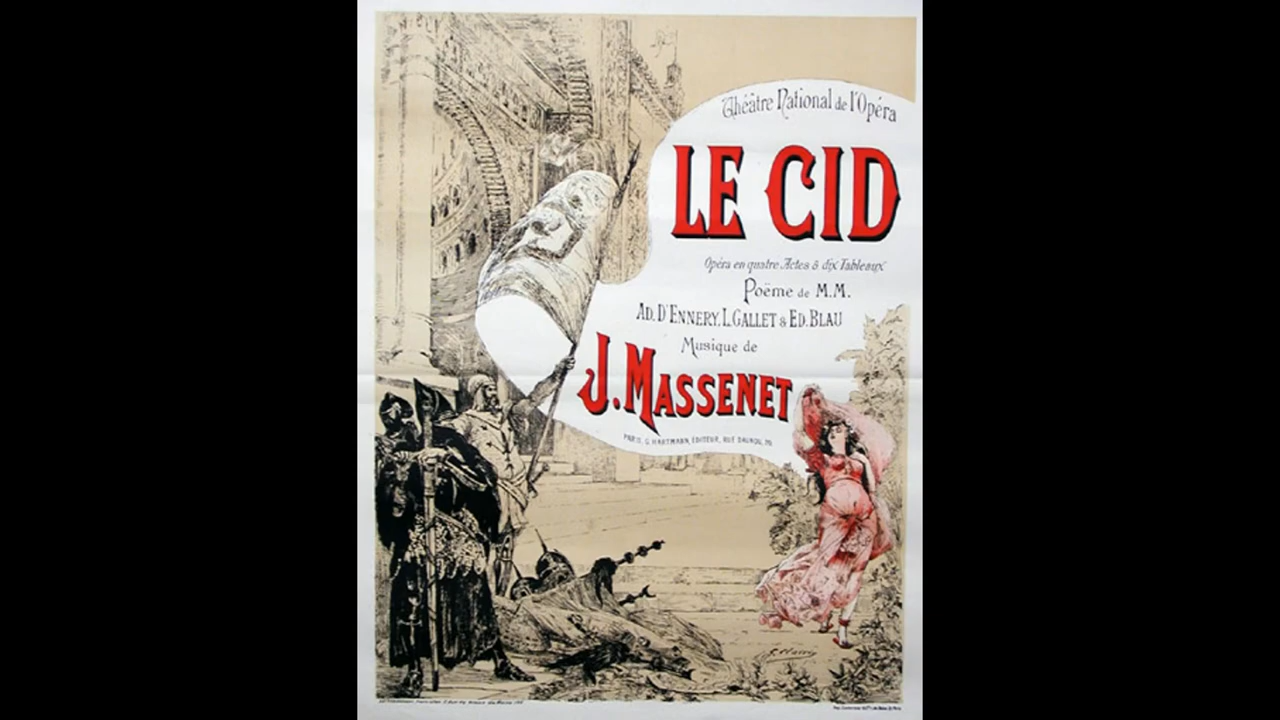 Théâtre National de l'Opéra
LE CID
Opéra en quatre Actes & dix Tableaux
Poëme de M.M.
AD. D'ENNERY, L. GALLET & ED. BLAU
Musique de
J. MASSENET
PARIS, G. HARTMANN, ÉDITEUR, RUE DAUNOU, 20